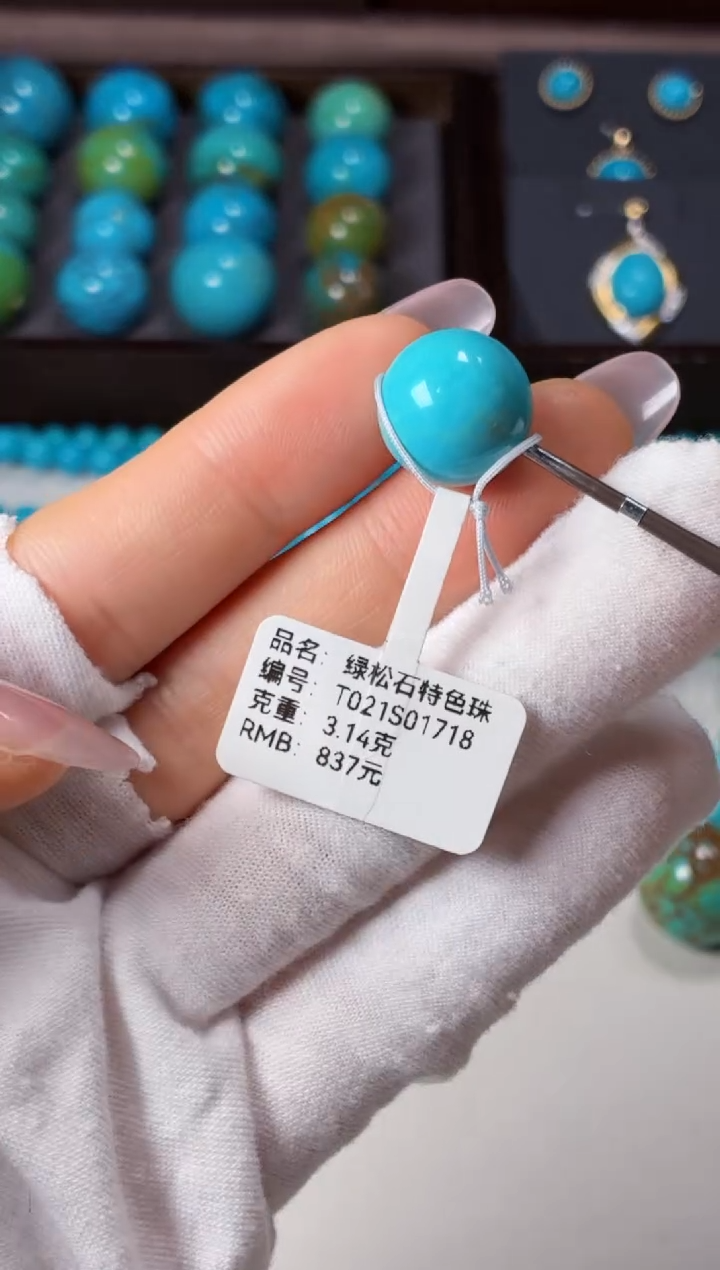 品名: 绿松石特色珠
编号: T021S01718
克重: 3.14克
RMB: 837元